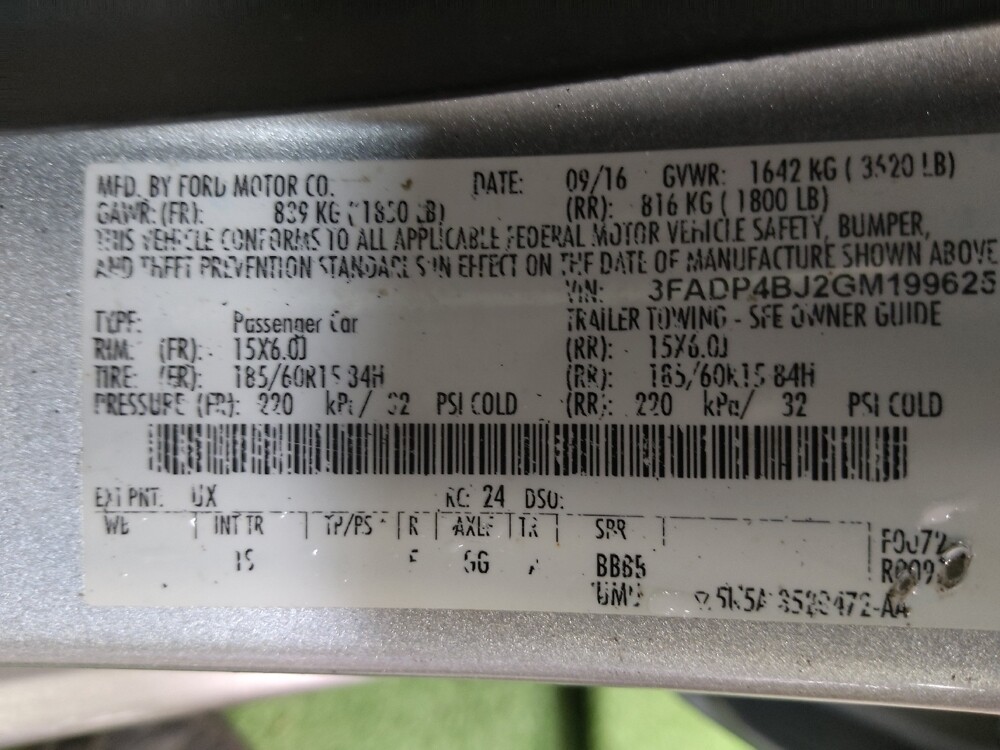 MFD. BY FORD MOTOR CO. DATE: 09/16 GVWR: 1642 KG ( 3620 LB)
GAWR: (FR): 839 KG ( 1850 LB) (RR): 816 KG ( 1800 LB)
THIS VEHICLE CONFORMS TO ALL APPLICABLE FEDERAL MOTOR VEHICLE SAFETY, BUMPER,
AND THEFT PREVENTION STANDARDS IN EFFECT ON THE DATE OF MANUFACTURE SHOWN ABOVE
VIN: 3FADP4BJ2GM199625
TYPE: Passenger Car TRAILER TOWING - SEE OWNER GUIDE
RIM: (FR): 15X6.0J (RR): 15X6.0J
TIRE: (FR): 185/60R15 84H (RR): 185/60R15 84H
PRESSURE (FR): 220 kPa/ 32 PSI COLD (RR): 220 kPa/ 32 PSI COLD
EXT PNT: UX RC: 24 DSO:
WB INT TR TP/PS R AXLE TR SPR
BB65